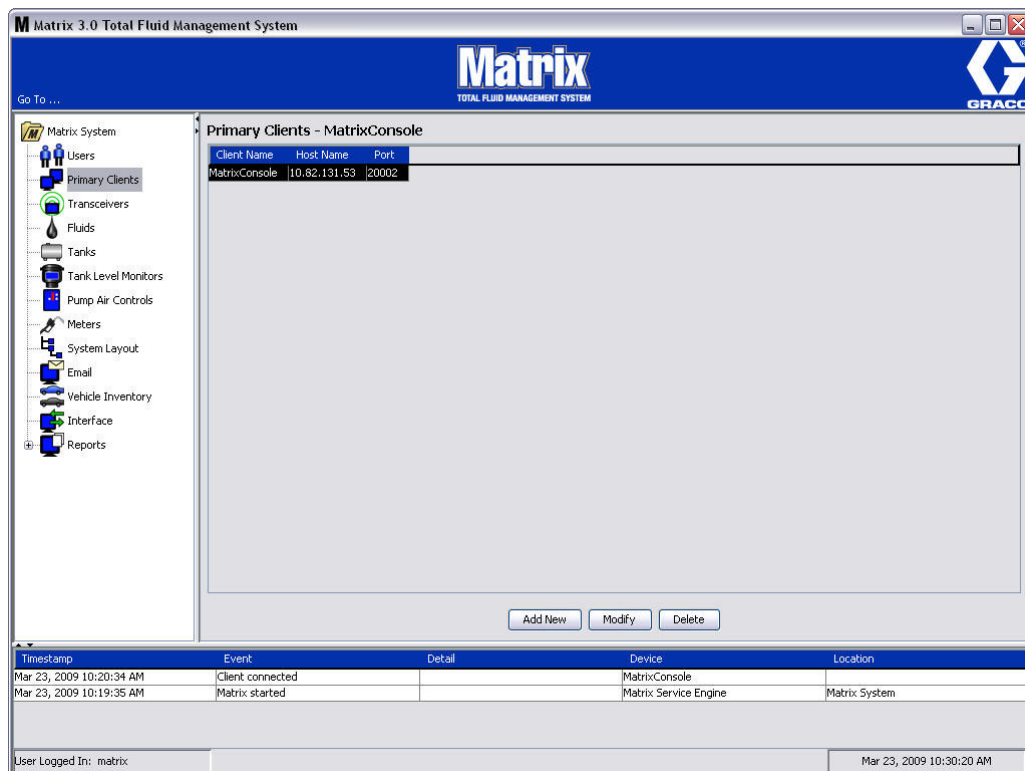 M Matrix 3.0 Total Fluid Management System
Matrix
TOTAL FLUID MANAGEMENT SYSTEM
Go To ...
GRACO
®
Matrix System
Users
Primary Clients
Transceivers
Fluids
Tanks
Tank Level Monitors
Pump Air Controls
Meters
System Layout
Email
Vehicle Inventory
Interface
Reports
Primary Clients - MatrixConsole
Client Name Host Name Port
MatrixConsole 10.82.131.53 20002
Add New Modify Delete
Timestamp Event Detail Device Location
Mar 23, 2009 10:20:34 AM Client connected MatrixConsole
Mar 23, 2009 10:19:35 AM Matrix started Matrix Service Engine Matrix System
User Logged In: matrix Mar 23, 2009 10:30:20 AM